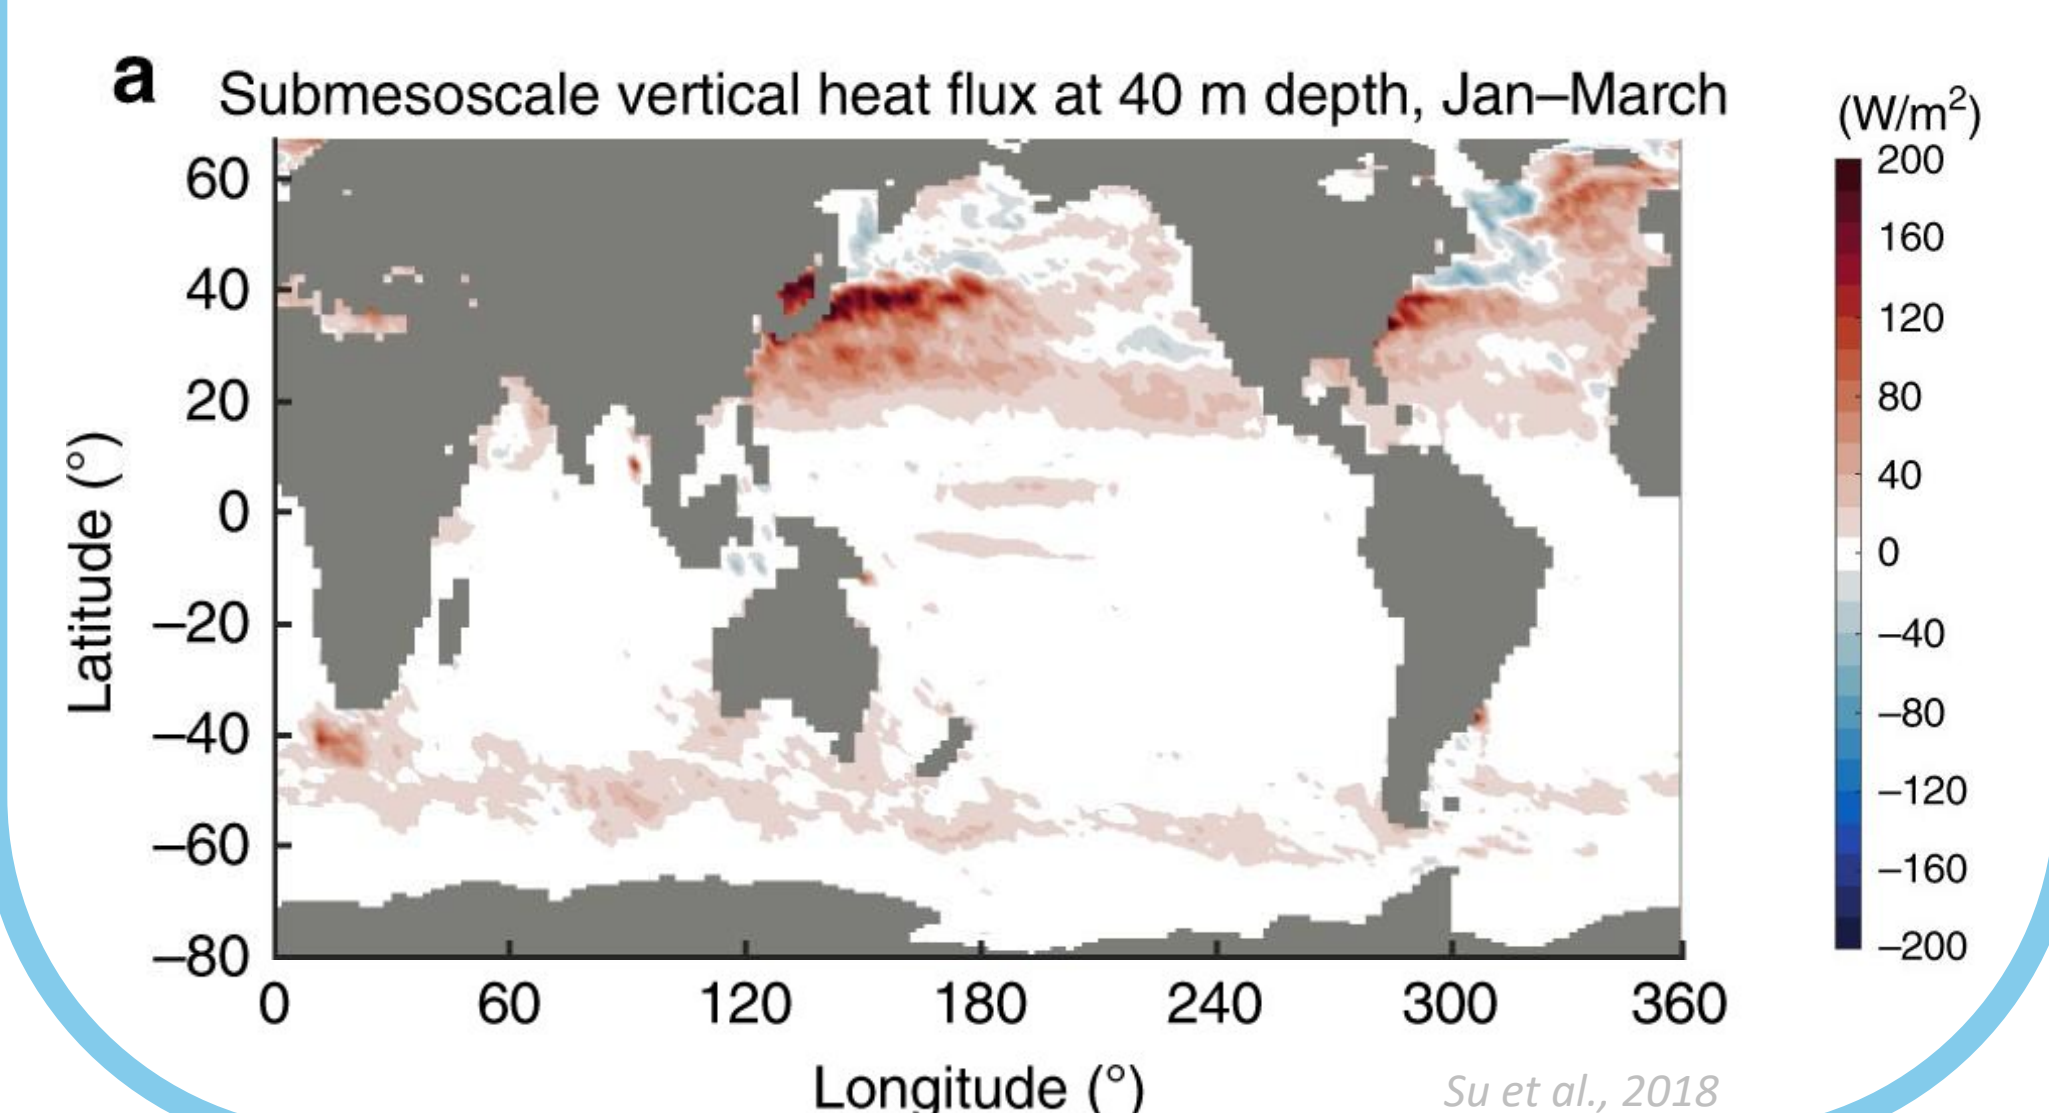 a
Submesoscale vertical heat flux at 40 m depth, Jan–March
(W/m²)
200
160
120
80
40
0
–40
–80
–120
–160
–200
Latitude (°)
60
40
20
0
–20
–40
–60
–80
0 60 120 180 240 300 360
Longitude (°)
Su et al., 2018